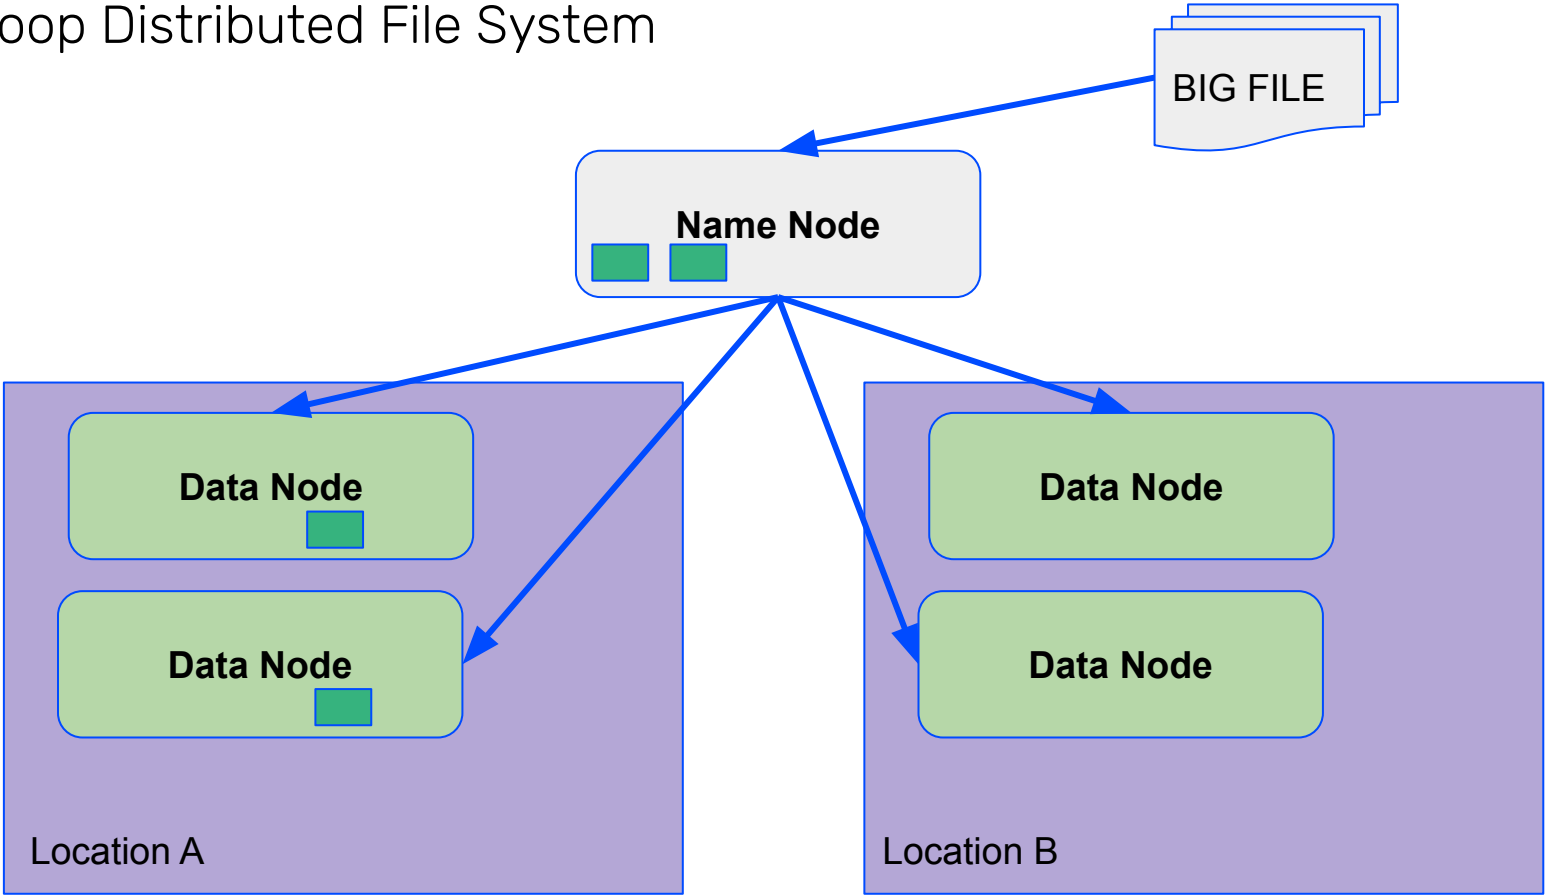 oop Distributed File System
BIG FILE
Name Node
Data Node
Data Node
Data Node
Data Node
Location A
Location B